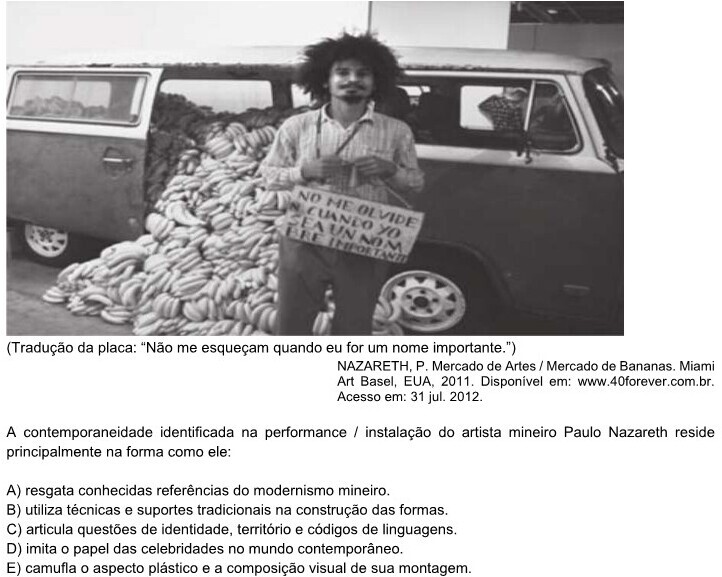 NO ME OLVIDE
CUANDO YO
SEA UN NOM
BRE IMPORTANTE
(Tradução da placa: “Não me esqueçam quando eu for um nome importante.”)
NAZARETH, P. Mercado de Artes / Mercado de Bananas. Miami
Art Basel, EUA, 2011. Disponível em: www.40forever.com.br.
Acesso em: 31 jul. 2012.
A contemporaneidade identificada na performance / instalação do artista mineiro Paulo Nazareth reside
principalmente na forma como ele:
A) resgata conhecidas referências do modernismo mineiro.
B) utiliza técnicas e suportes tradicionais na construção das formas.
C) articula questões de identidade, território e códigos de linguagens.
D) imita o papel das celebridades no mundo contemporâneo.
E) camufla o aspecto plástico e a composição visual de sua montagem.